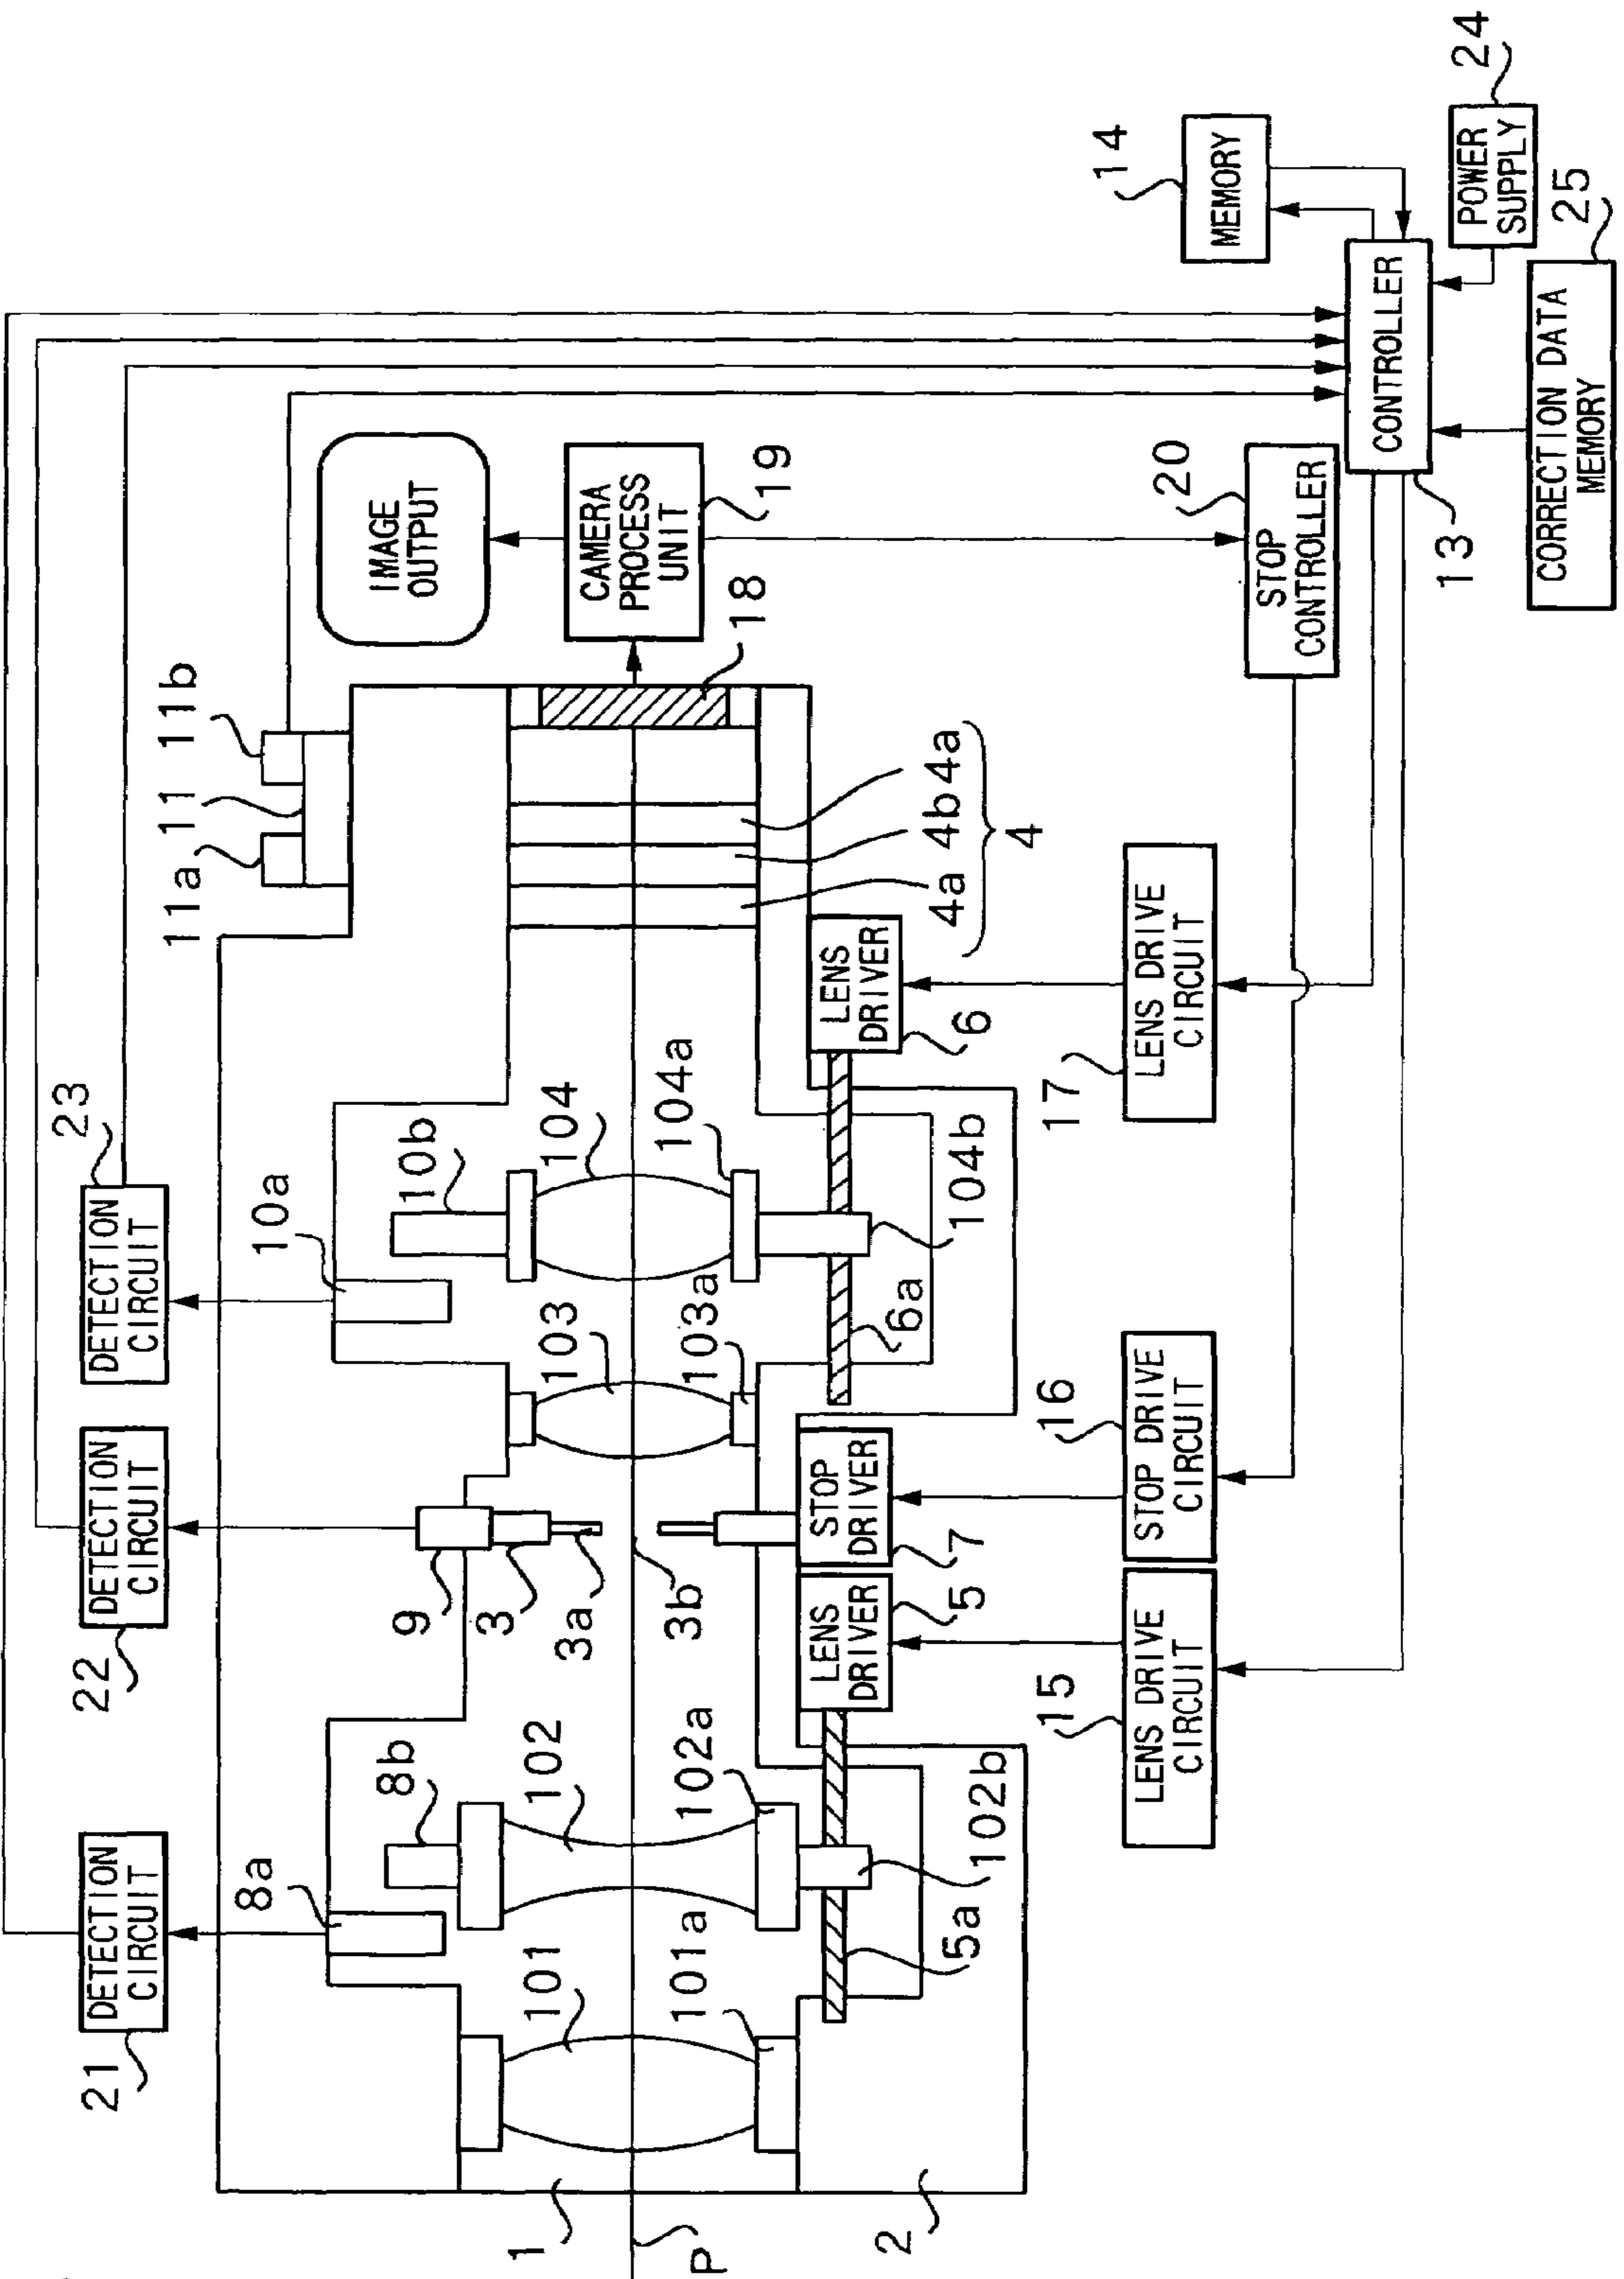 21
DETECTION
CIRCUIT
22
DETECTION
CIRCUIT
23
DETECTION
CIRCUIT
8a
8b
9
3
3a
3b
10a
10b
11a
11
11b
101
101a
102
102a
102b
103
103a
104
104a
104b
1
P
2
5a
6a
4a
4b
4a
4
18
IMAGE
OUTPUT
CAMERA
PROCESS
UNIT
19
LENS
DRIVER
5
STOP
DRIVER
7
LENS
DRIVER
6
15
LENS DRIVE
CIRCUIT
16
STOP DRIVE
CIRCUIT
17
LENS DRIVE
CIRCUIT
20
STOP
CONTROLLER
CONTROLLER
13
14
MEMORY
24
POWER
SUPPLY
25
CORRECTION DATA
MEMORY